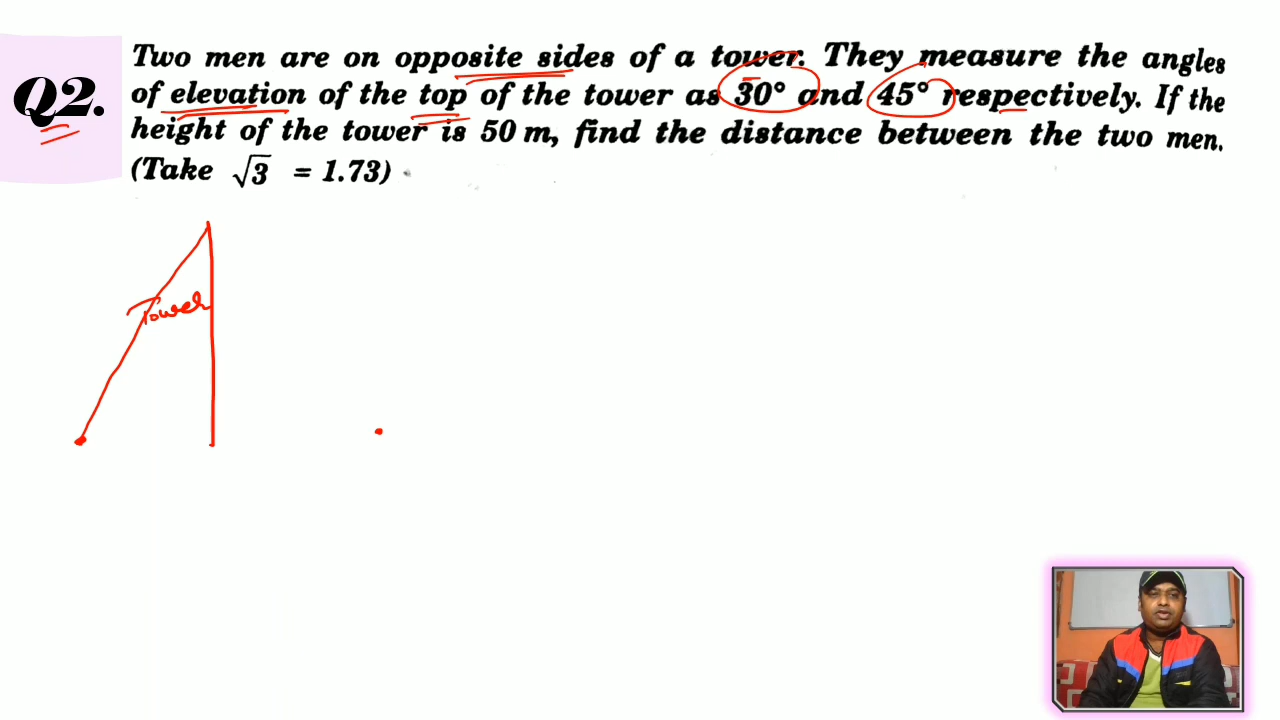 Q2.
Two men are on opposite sides of a tower. They measure the angles
of elevation of the top of the tower as 30° and 45° respectively. If the
height of the tower is 50 m, find the distance between the two men.
(Take √3 = 1.73)
Tower